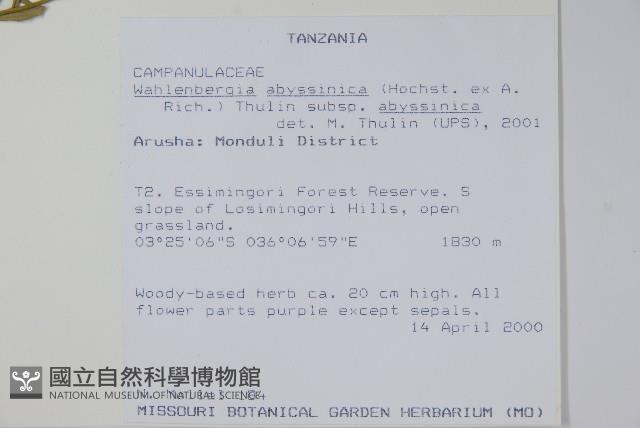 TANZANIA
CAMPANULACEAE
Wahlenbergia abyssinica (Hochst. ex A.
Rich.) Thulin subsp. abyssinica
det. M. Thulin (UPS), 2001
Arusha: Monduli District
T2. Essimingori Forest Reserve. S
slope of Losimingori Hills, open
grassland.
03°25'06"S 036°06'59"E 1830 m
Woody-based herb ca. 20 cm high. All
flower parts purple except sepals.
14 April 2000
國立自然科學博物館
NATIONAL MUSEUM OF NATURAL SCIENCE
104
MISSOURI BOTANICAL GARDEN HERBARIUM (MO)